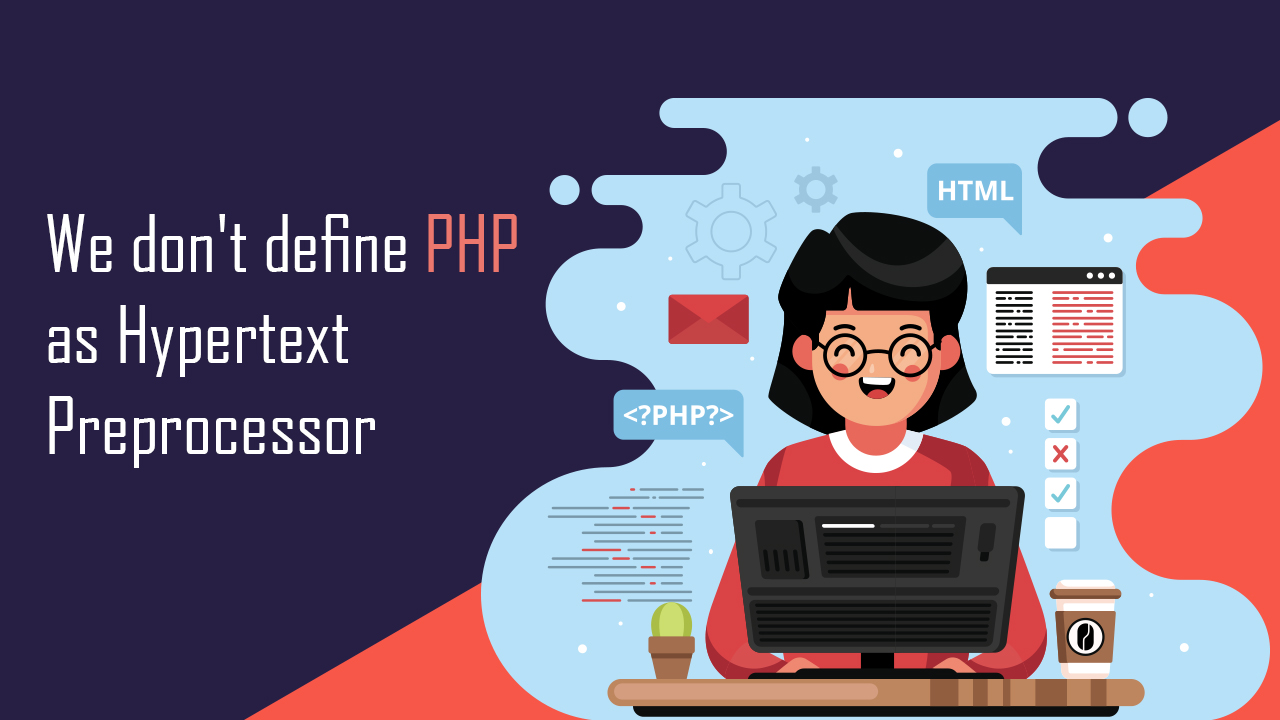 We don't define PHP
as Hypertext
Preprocessor
HTML
<?PHP?>